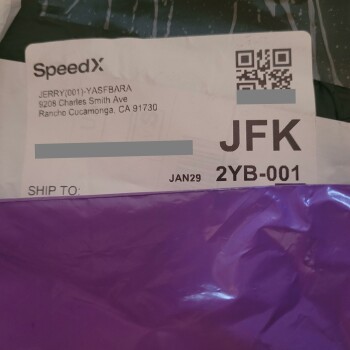 SpeedX
JERRY(001)-YASFBARA
9208 Charles Smith Ave
Rancho Cucamonga, CA 91730
JFK
JAN29 2YB-001
SHIP TO: